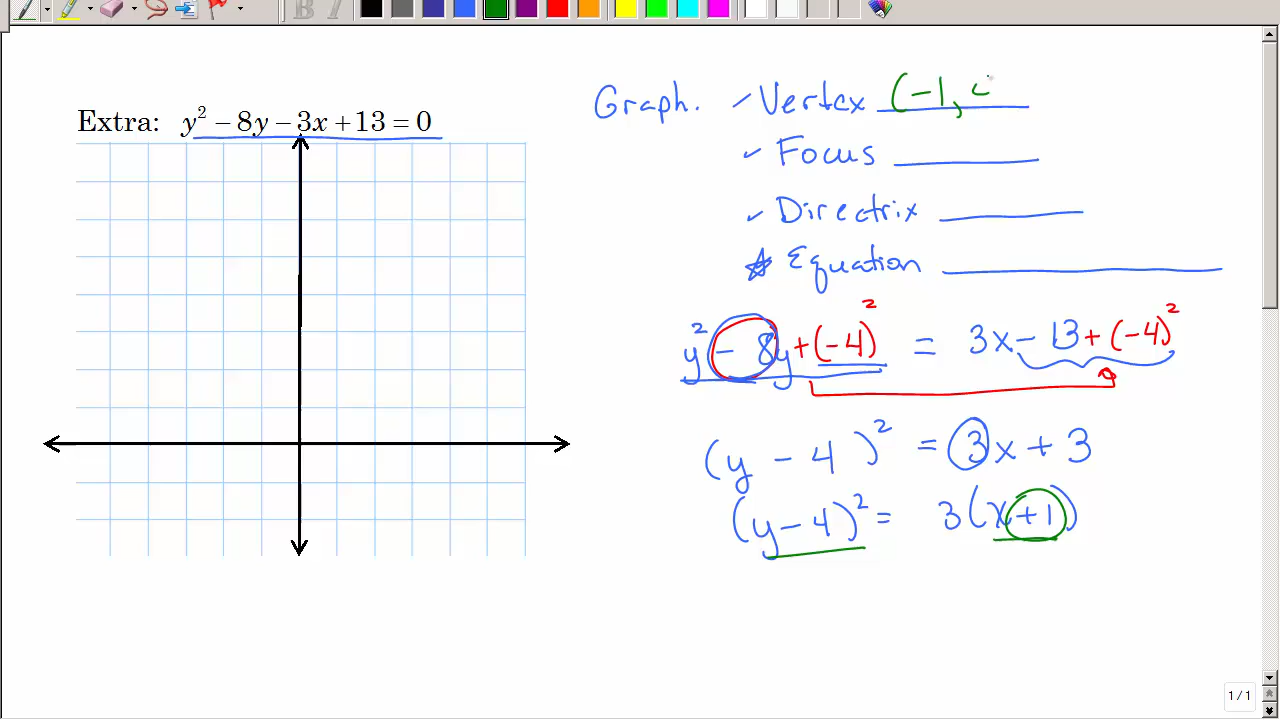 Graph. ✓ Vertex (-1,
Extra: y² − 8y − 3x + 13 = 0
✓ Focus
✓ Directrix
☆ Equation
y² − 8y + (−4)² = 3x − 13 + (−4)²
(y − 4)² = 3x + 3
(y − 4)² = 3(x + 1)
1 / 1